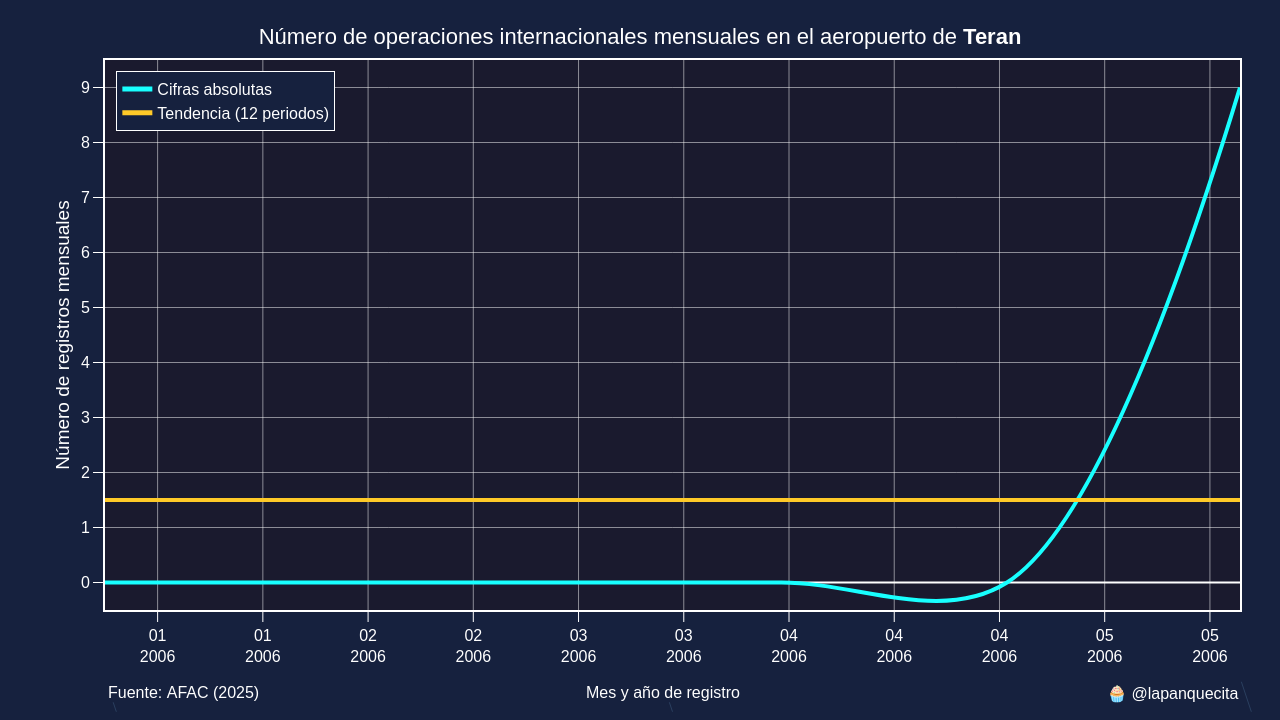 Número de operaciones internacionales mensuales en el aeropuerto de Teran
Cifras absolutas
Tendencia (12 periodos)
Número de registros mensuales
9
8
7
6
5
4
3
2
1
0
01 01 02 02 03 03 04 04 04 05 05
2006 2006 2006 2006 2006 2006 2006 2006 2006 2006 2006
Fuente: AFAC (2025) Mes y año de registro 🧁 @lapanquecita